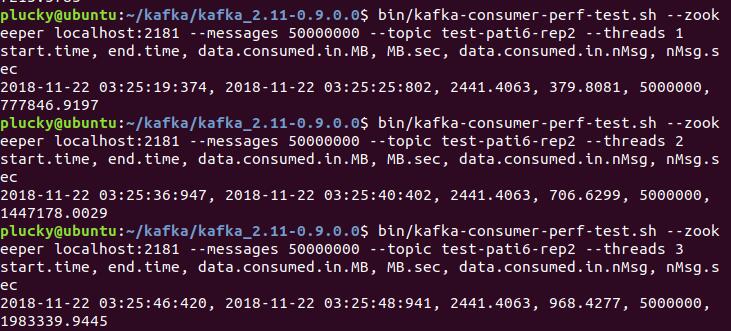 plucky@ubuntu:~/kafka/kafka_2.11-0.9.0.0$ bin/kafka-consumer-perf-test.sh --zook
eeper localhost:2181 --messages 50000000 --topic test-pati6-rep2 --threads 1
start.time, end.time, data.consumed.in.MB, MB.sec, data.consumed.in.nMsg, nMsg.s
ec
2018-11-22 03:25:19:374, 2018-11-22 03:25:25:802, 2441.4063, 379.8081, 5000000, 
777846.9197
plucky@ubuntu:~/kafka/kafka_2.11-0.9.0.0$ bin/kafka-consumer-perf-test.sh --zook
eeper localhost:2181 --messages 50000000 --topic test-pati6-rep2 --threads 2
start.time, end.time, data.consumed.in.MB, MB.sec, data.consumed.in.nMsg, nMsg.s
ec
2018-11-22 03:25:36:947, 2018-11-22 03:25:40:402, 2441.4063, 706.6299, 5000000, 
1447178.0029
plucky@ubuntu:~/kafka/kafka_2.11-0.9.0.0$ bin/kafka-consumer-perf-test.sh --zook
eeper localhost:2181 --messages 50000000 --topic test-pati6-rep2 --threads 3
start.time, end.time, data.consumed.in.MB, MB.sec, data.consumed.in.nMsg, nMsg.s
ec
2018-11-22 03:25:46:420, 2018-11-22 03:25:48:941, 2441.4063, 968.4277, 5000000, 
1983339.9445